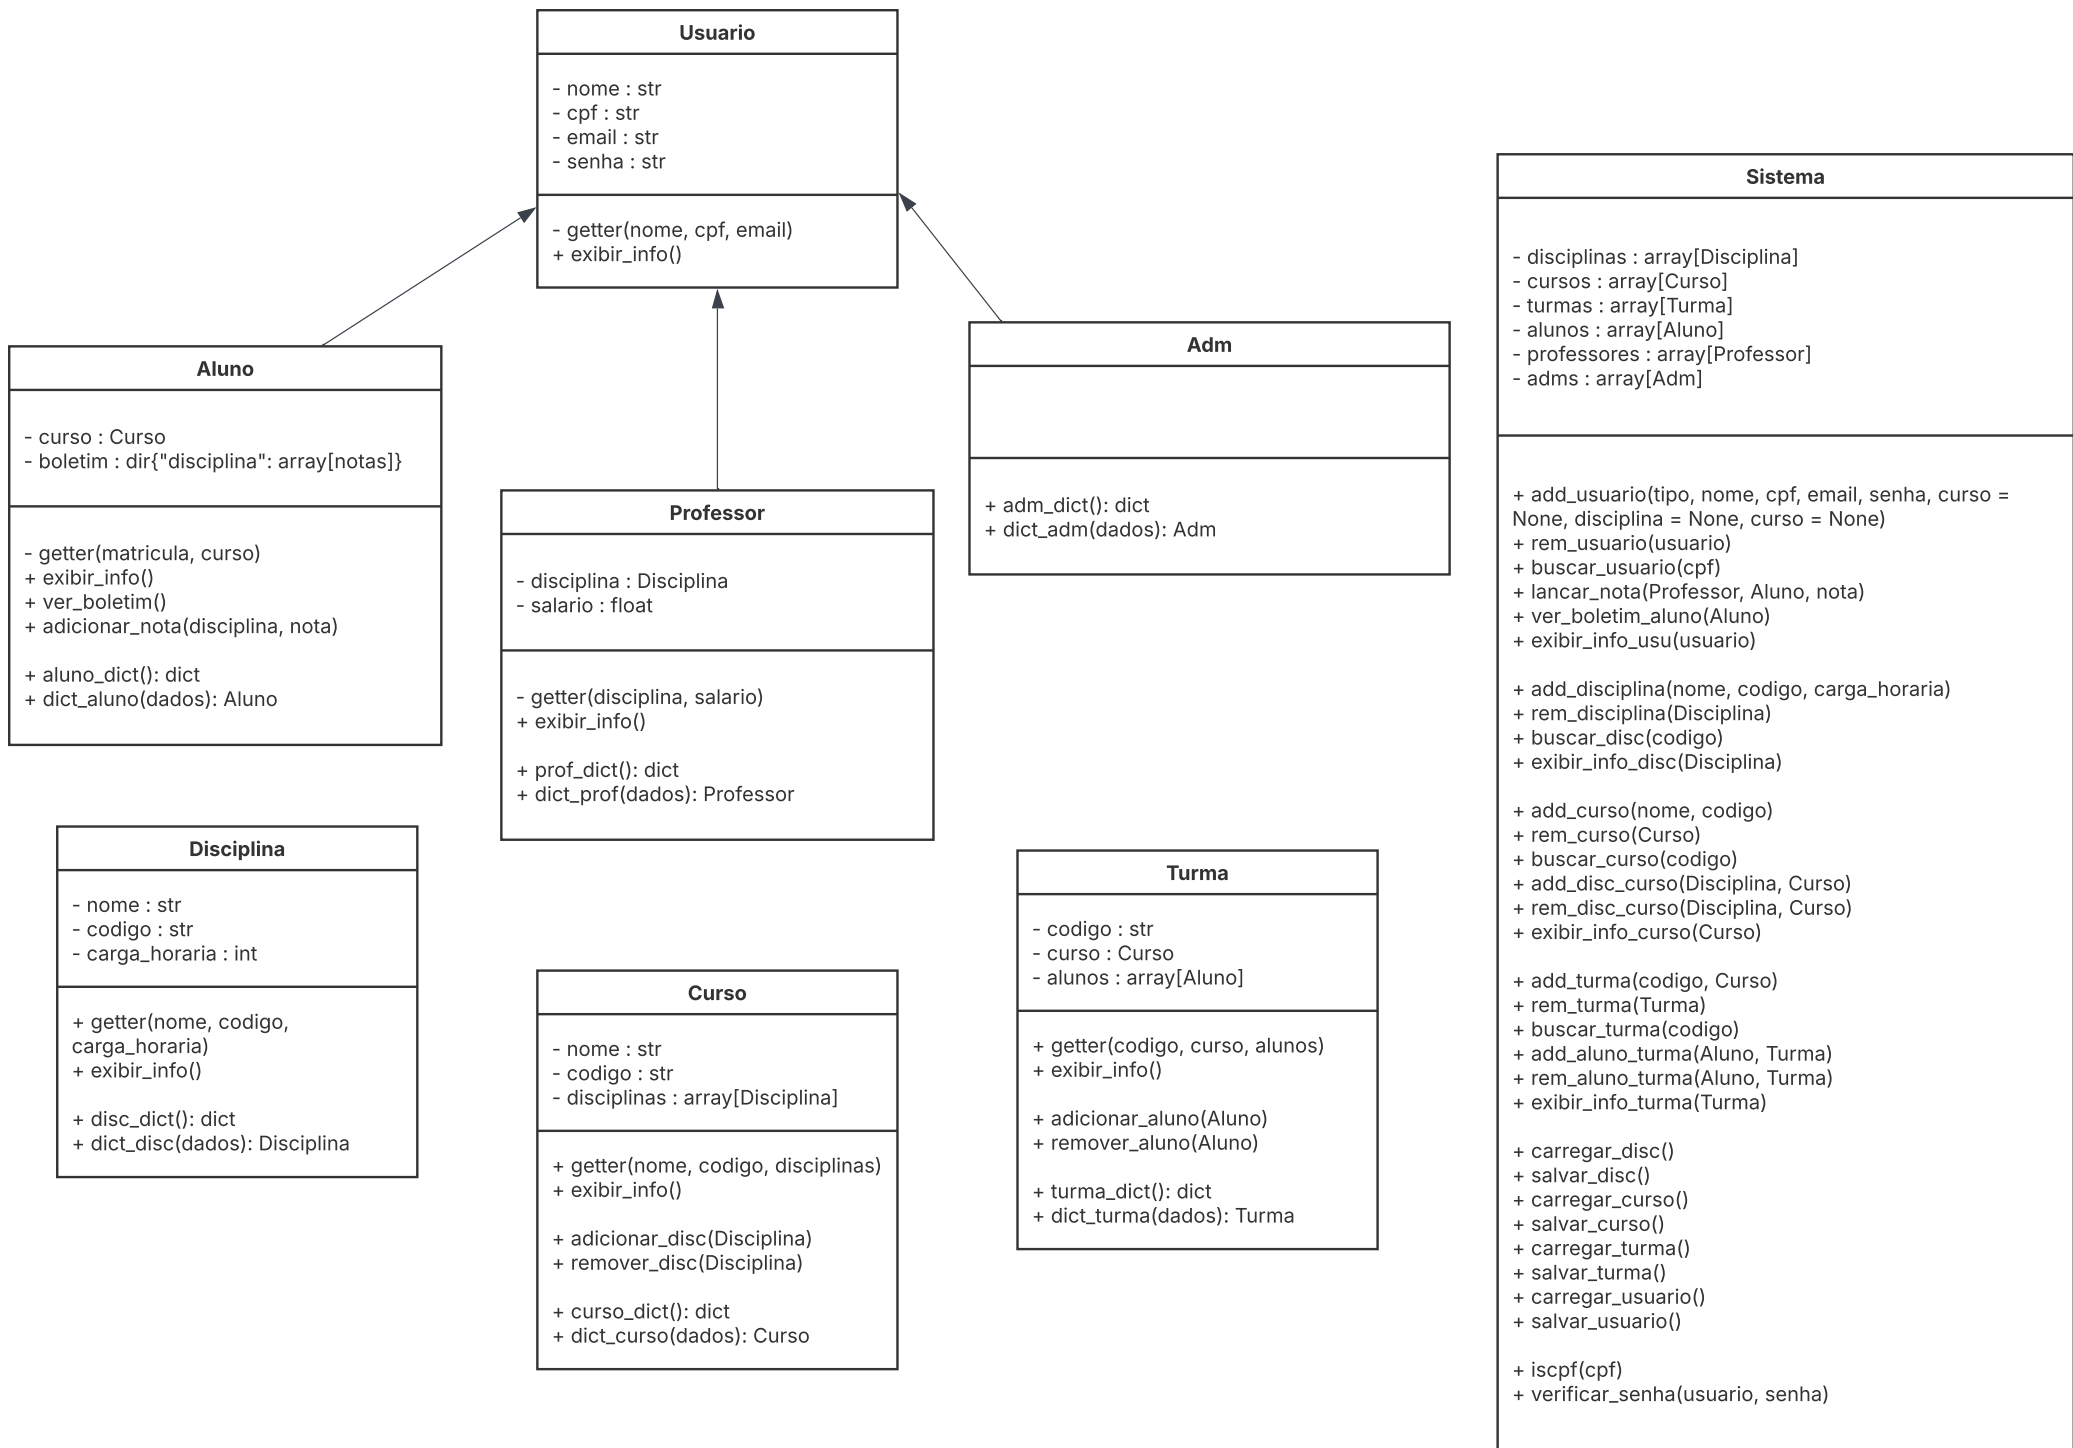 Usuario
- nome : str
- cpf : str
- email : str
- senha : str
- getter(nome, cpf, email)
+ exibir_info()
Aluno
- curso : Curso
- boletim : dir{"disciplina": array[notas]}
- getter(matricula, curso)
+ exibir_info()
+ ver_boletim()
+ adicionar_nota(disciplina, nota)
+ aluno_dict(): dict
+ dict_aluno(dados): Aluno
Professor
- disciplina : Disciplina
- salario : float
- getter(disciplina, salario)
+ exibir_info()
+ prof_dict(): dict
+ dict_prof(dados): Professor
Adm
+ adm_dict(): dict
+ dict_adm(dados): Adm
Disciplina
- nome : str
- codigo : str
- carga_horaria : int
+ getter(nome, codigo,
carga_horaria)
+ exibir_info()
+ disc_dict(): dict
+ dict_disc(dados): Disciplina
Curso
- nome : str
- codigo : str
- disciplinas : array[Disciplina]
+ getter(nome, codigo, disciplinas)
+ exibir_info()
+ adicionar_disc(Disciplina)
+ remover_disc(Disciplina)
+ curso_dict(): dict
+ dict_curso(dados): Curso
Turma
- codigo : str
- curso : Curso
- alunos : array[Aluno]
+ getter(codigo, curso, alunos)
+ exibir_info()
+ adicionar_aluno(Aluno)
+ remover_aluno(Aluno)
+ turma_dict(): dict
+ dict_turma(dados): Turma
Sistema
- disciplinas : array[Disciplina]
- cursos : array[Curso]
- turmas : array[Turma]
- alunos : array[Aluno]
- professores : array[Professor]
- adms : array[Adm]
+ add_usuario(tipo, nome, cpf, email, senha, curso =
None, disciplina = None, curso = None)
+ rem_usuario(usuario)
+ buscar_usuario(cpf)
+ lancar_nota(Professor, Aluno, nota)
+ ver_boletim_aluno(Aluno)
+ exibir_info_usu(usuario)
+ add_disciplina(nome, codigo, carga_horaria)
+ rem_disciplina(Disciplina)
+ buscar_disc(codigo)
+ exibir_info_disc(Disciplina)
+ add_curso(nome, codigo)
+ rem_curso(Curso)
+ buscar_curso(codigo)
+ add_disc_curso(Disciplina, Curso)
+ rem_disc_curso(Disciplina, Curso)
+ exibir_info_curso(Curso)
+ add_turma(codigo, Curso)
+ rem_turma(Turma)
+ buscar_turma(codigo)
+ add_aluno_turma(Aluno, Turma)
+ rem_aluno_turma(Aluno, Turma)
+ exibir_info_turma(Turma)
+ carregar_disc()
+ salvar_disc()
+ carregar_curso()
+ salvar_curso()
+ carregar_turma()
+ salvar_turma()
+ carregar_usuario()
+ salvar_usuario()
+ iscpf(cpf)
+ verificar_senha(usuario, senha)